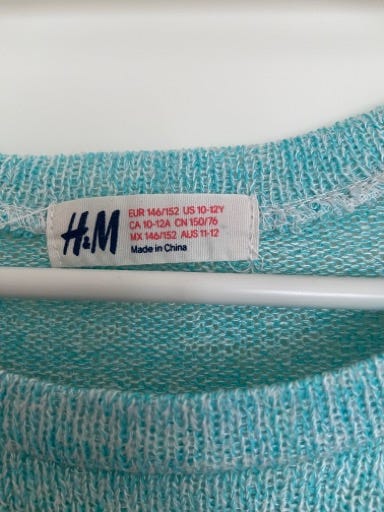 H&M
EUR 146/152 US 10-12Y
CA 10-12A CN 150/76
MX 146/152 AUS 11-12
Made in China